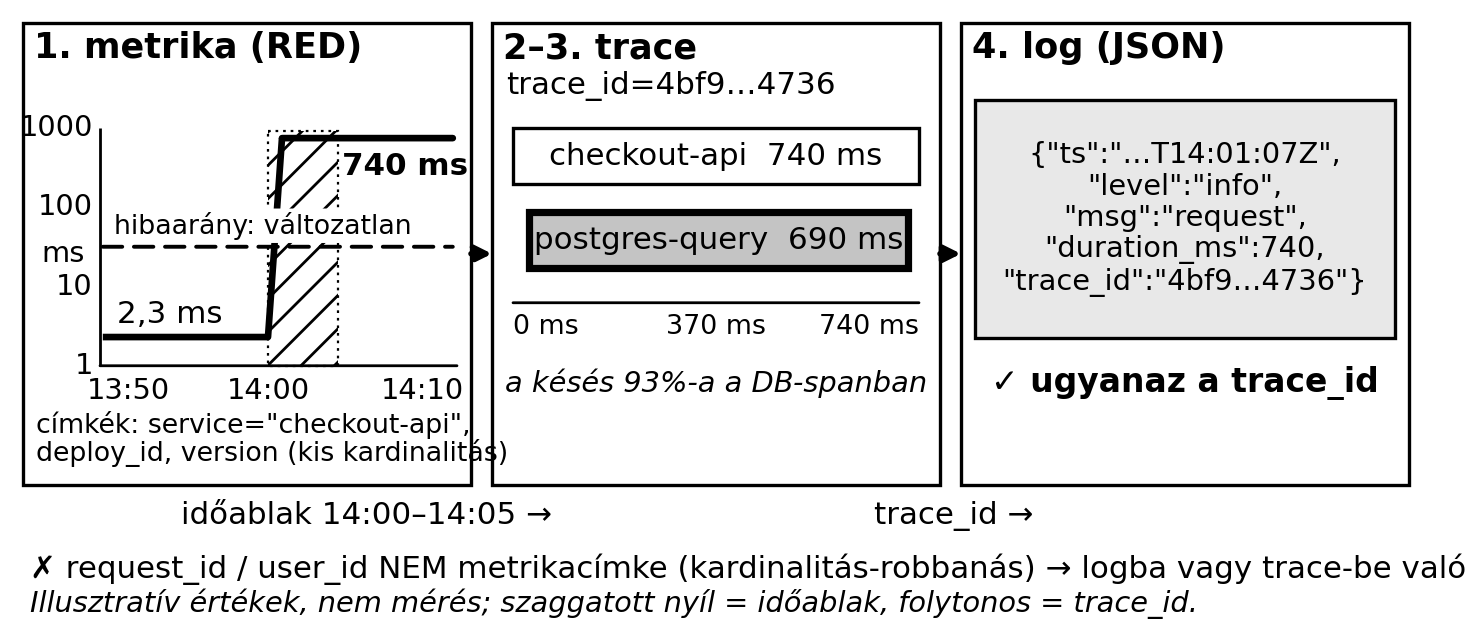 1. metrika (RED)
1000
100
ms
10
1
740 ms
hibaarány: változatlan
2,3 ms
13:50 14:00 14:10
címkék: service="checkout-api",
deploy_id, version (kis kardinalitás)
2–3. trace
trace_id=4bf9…4736
checkout-api 740 ms
postgres-query 690 ms
0 ms 370 ms 740 ms
a késés 93%-a a DB-spanban
4. log (JSON)
{"ts":"…T14:01:07Z",
"level":"info",
"msg":"request",
"duration_ms":740,
"trace_id":"4bf9…4736"}
✓ ugyanaz a trace_id
időablak 14:00–14:05 →
trace_id →
✗ request_id / user_id NEM metrikacímke (kardinalitás-robbanás) → logba vagy trace-be való
Illusztratív értékek, nem mérés; szaggatott nyíl = időablak, folytonos = trace_id.